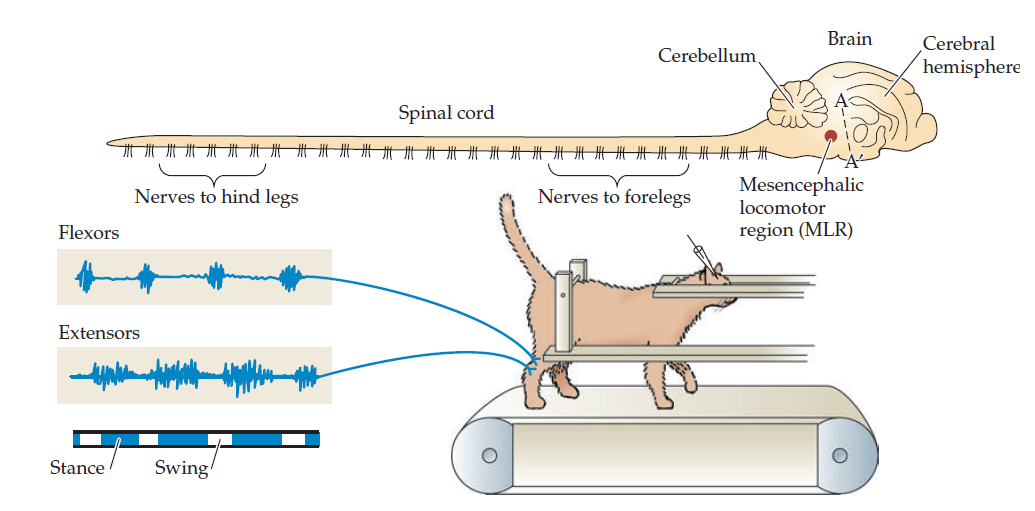 Brain
Cerebral
hemisphere
Cerebellum
A
Spinal cord
A′
Nerves to hind legs
Nerves to forelegs
Mesencephalic
locomotor
region (MLR)
Flexors
Extensors
Stance
Swing